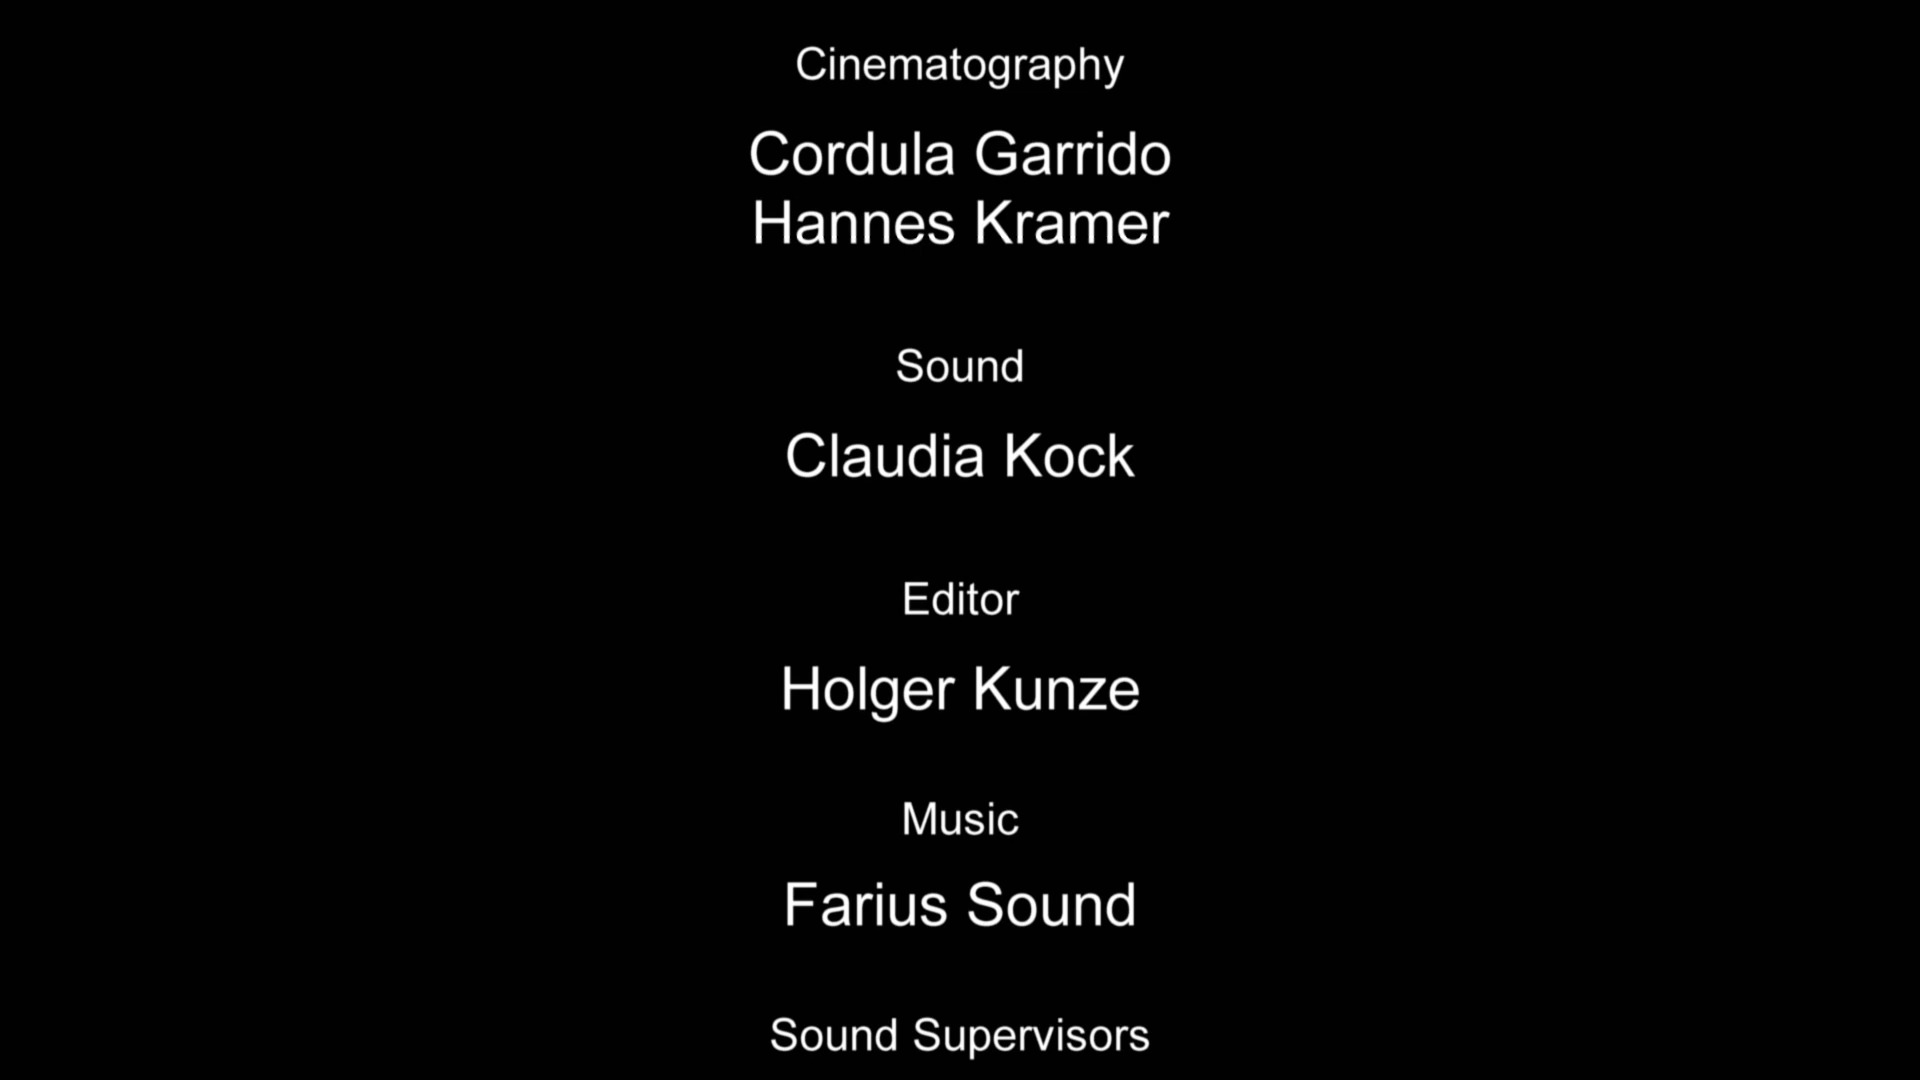 Cinematography
Cordula Garrido
Hannes Kramer
Sound
Claudia Kock
Editor
Holger Kunze
Music
Farius Sound
Sound Supervisors